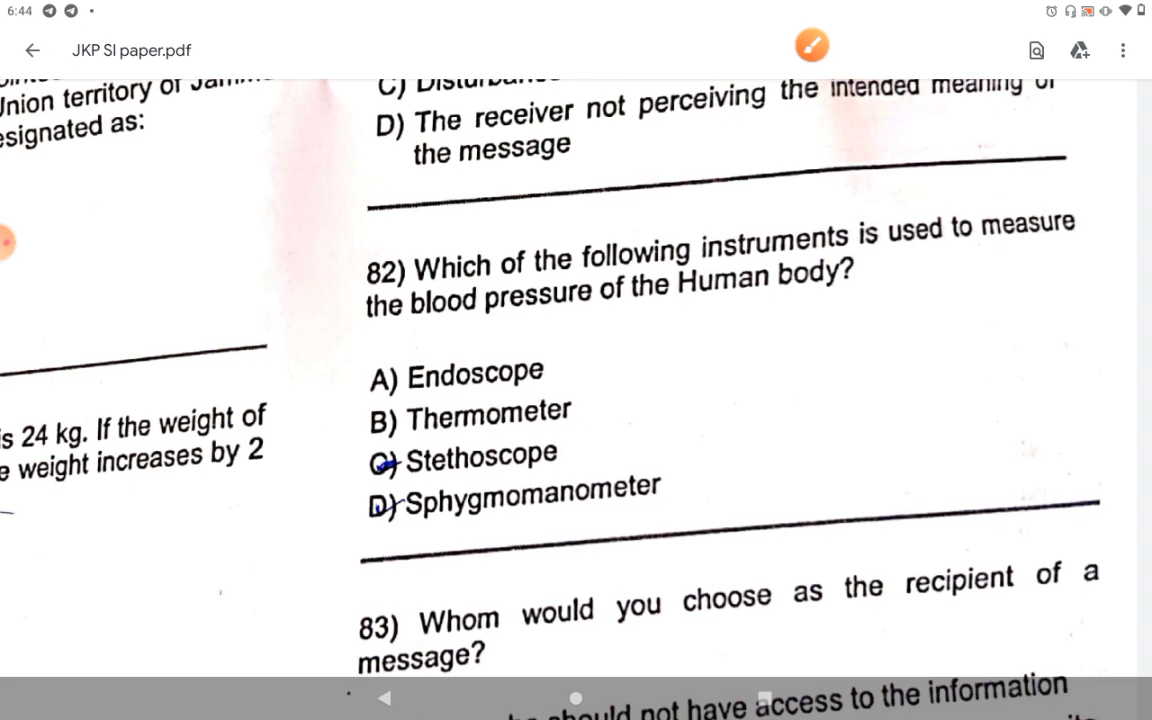 6:44
JKP SI paper.pdf
Union territory of
esignated as:
s 24 kg. If the weight of
e weight increases by 2
D) The receiver not perceiving the intended meaning of
the message
82) Which of the following instruments is used to measure
the blood pressure of the Human body?
A) Endoscope
B) Thermometer
C) Stethoscope
D) Sphygmomanometer
83) Whom would you choose as the recipient of a
message?
should not have access to the information